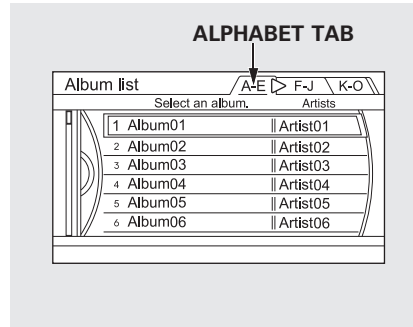 ALPHABET TAB
Album list A-E F-J K-O
Select an album. Artists
1 Album01 Artist01
2 Album02 Artist02
3 Album03 Artist03
4 Album04 Artist04
5 Album05 Artist05
6 Album06 Artist06